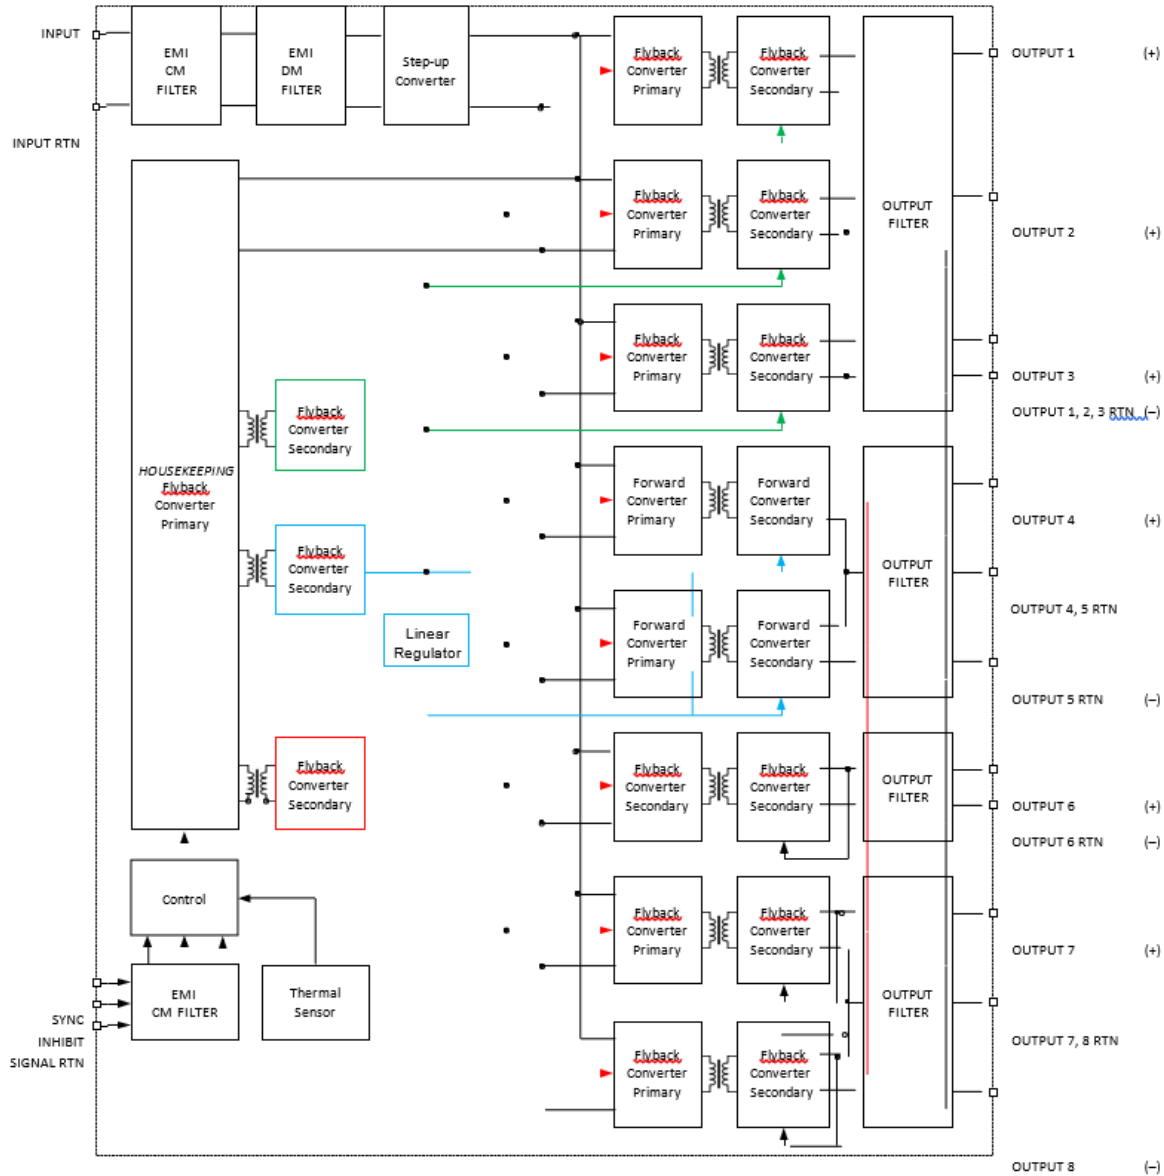 INPUT
INPUT RTN
EMI
CM
FILTER
EMI
DM
FILTER
Step-up
Converter
Flyback
Converter
Primary
Flyback
Converter
Secondary
OUTPUT 1 (+)
HOUSEKEEPING
Flyback
Converter
Primary
Flyback
Converter
Primary
Flyback
Converter
Secondary
OUTPUT
FILTER
OUTPUT 2 (+)
Flyback
Converter
Primary
Flyback
Converter
Secondary
OUTPUT 3 (+)
OUTPUT 1, 2, 3 RTN (–)
Flyback
Converter
Secondary
Forward
Converter
Primary
Forward
Converter
Secondary
OUTPUT 4 (+)
Flyback
Converter
Secondary
OUTPUT
FILTER
Linear
Regulator
Forward
Converter
Primary
Forward
Converter
Secondary
OUTPUT 4, 5 RTN
OUTPUT 5 RTN (–)
Flyback
Converter
Secondary
Flyback
Converter
Secondary
Flyback
Converter
Secondary
OUTPUT
FILTER
OUTPUT 6 (+)
OUTPUT 6 RTN (–)
Control
Flyback
Converter
Primary
Flyback
Converter
Secondary
OUTPUT 7 (+)
EMI
CM FILTER
Thermal
Sensor
OUTPUT
FILTER
SYNC
INHIBIT
SIGNAL RTN
OUTPUT 7, 8 RTN
Flyback
Converter
Primary
Flyback
Converter
Secondary
OUTPUT 8 (–)